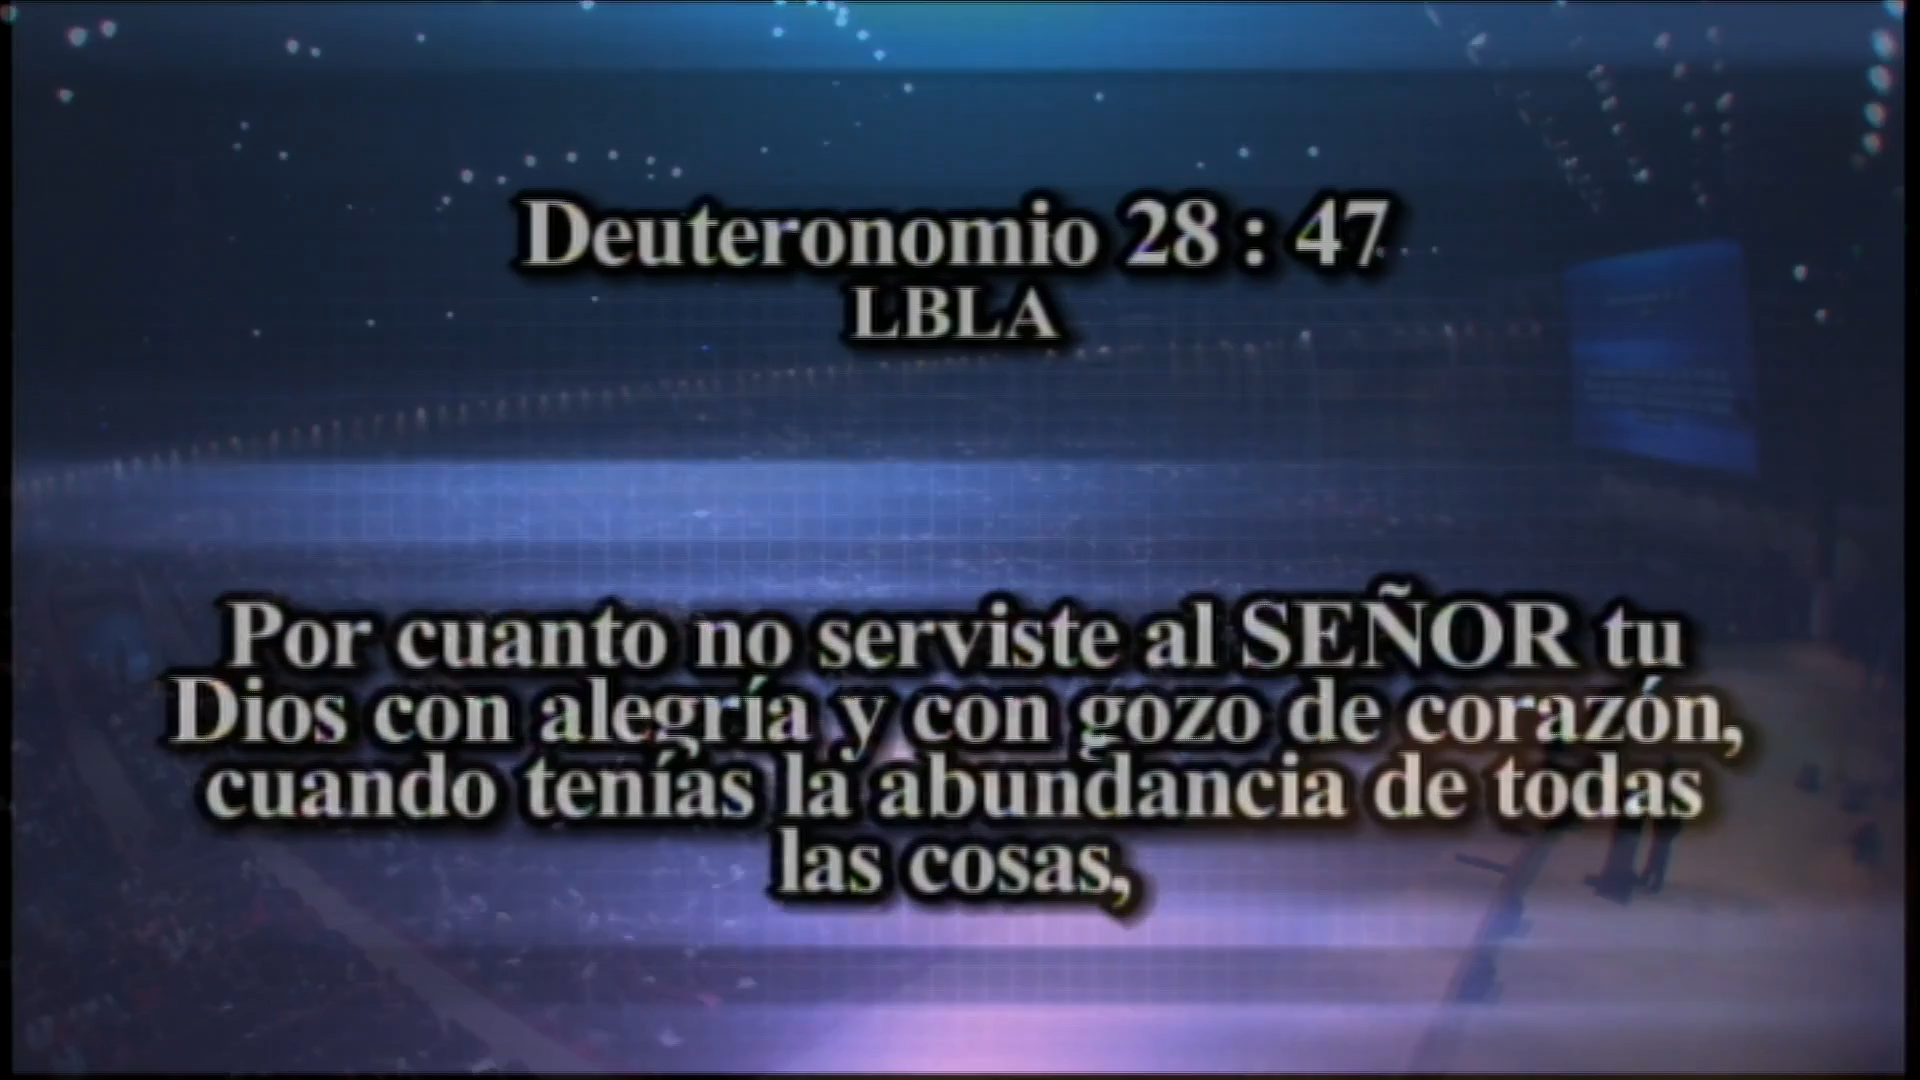 Deuteronomio 28 : 47
LBLA
Por cuanto no serviste al SEÑOR tu
Dios con alegría y con gozo de corazón,
cuando tenías la abundancia de todas
las cosas,